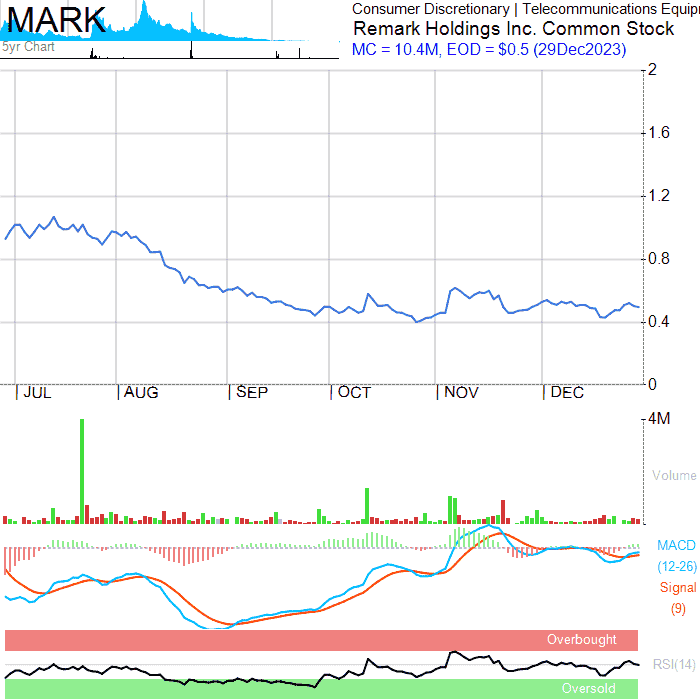 MARK
5yr Chart
Consumer Discretionary | Telecommunications Equip
Remark Holdings Inc. Common Stock
MC = 10.4M, EOD = $0.5 (29Dec2023)
2
1.6
1.2
0.8
0.4
0
JUL AUG SEP OCT NOV DEC
4M
Volume
MACD
(12-26)
Signal
(9)
Overbought
RSI(14)
Oversold